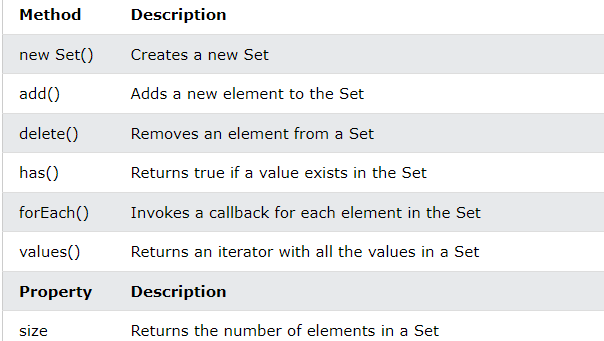 Method Description
new Set() Creates a new Set
add() Adds a new element to the Set
delete() Removes an element from a Set
has() Returns true if a value exists in the Set
forEach() Invokes a callback for each element in the Set
values() Returns an iterator with all the values in a Set
Property Description
size Returns the number of elements in a Set